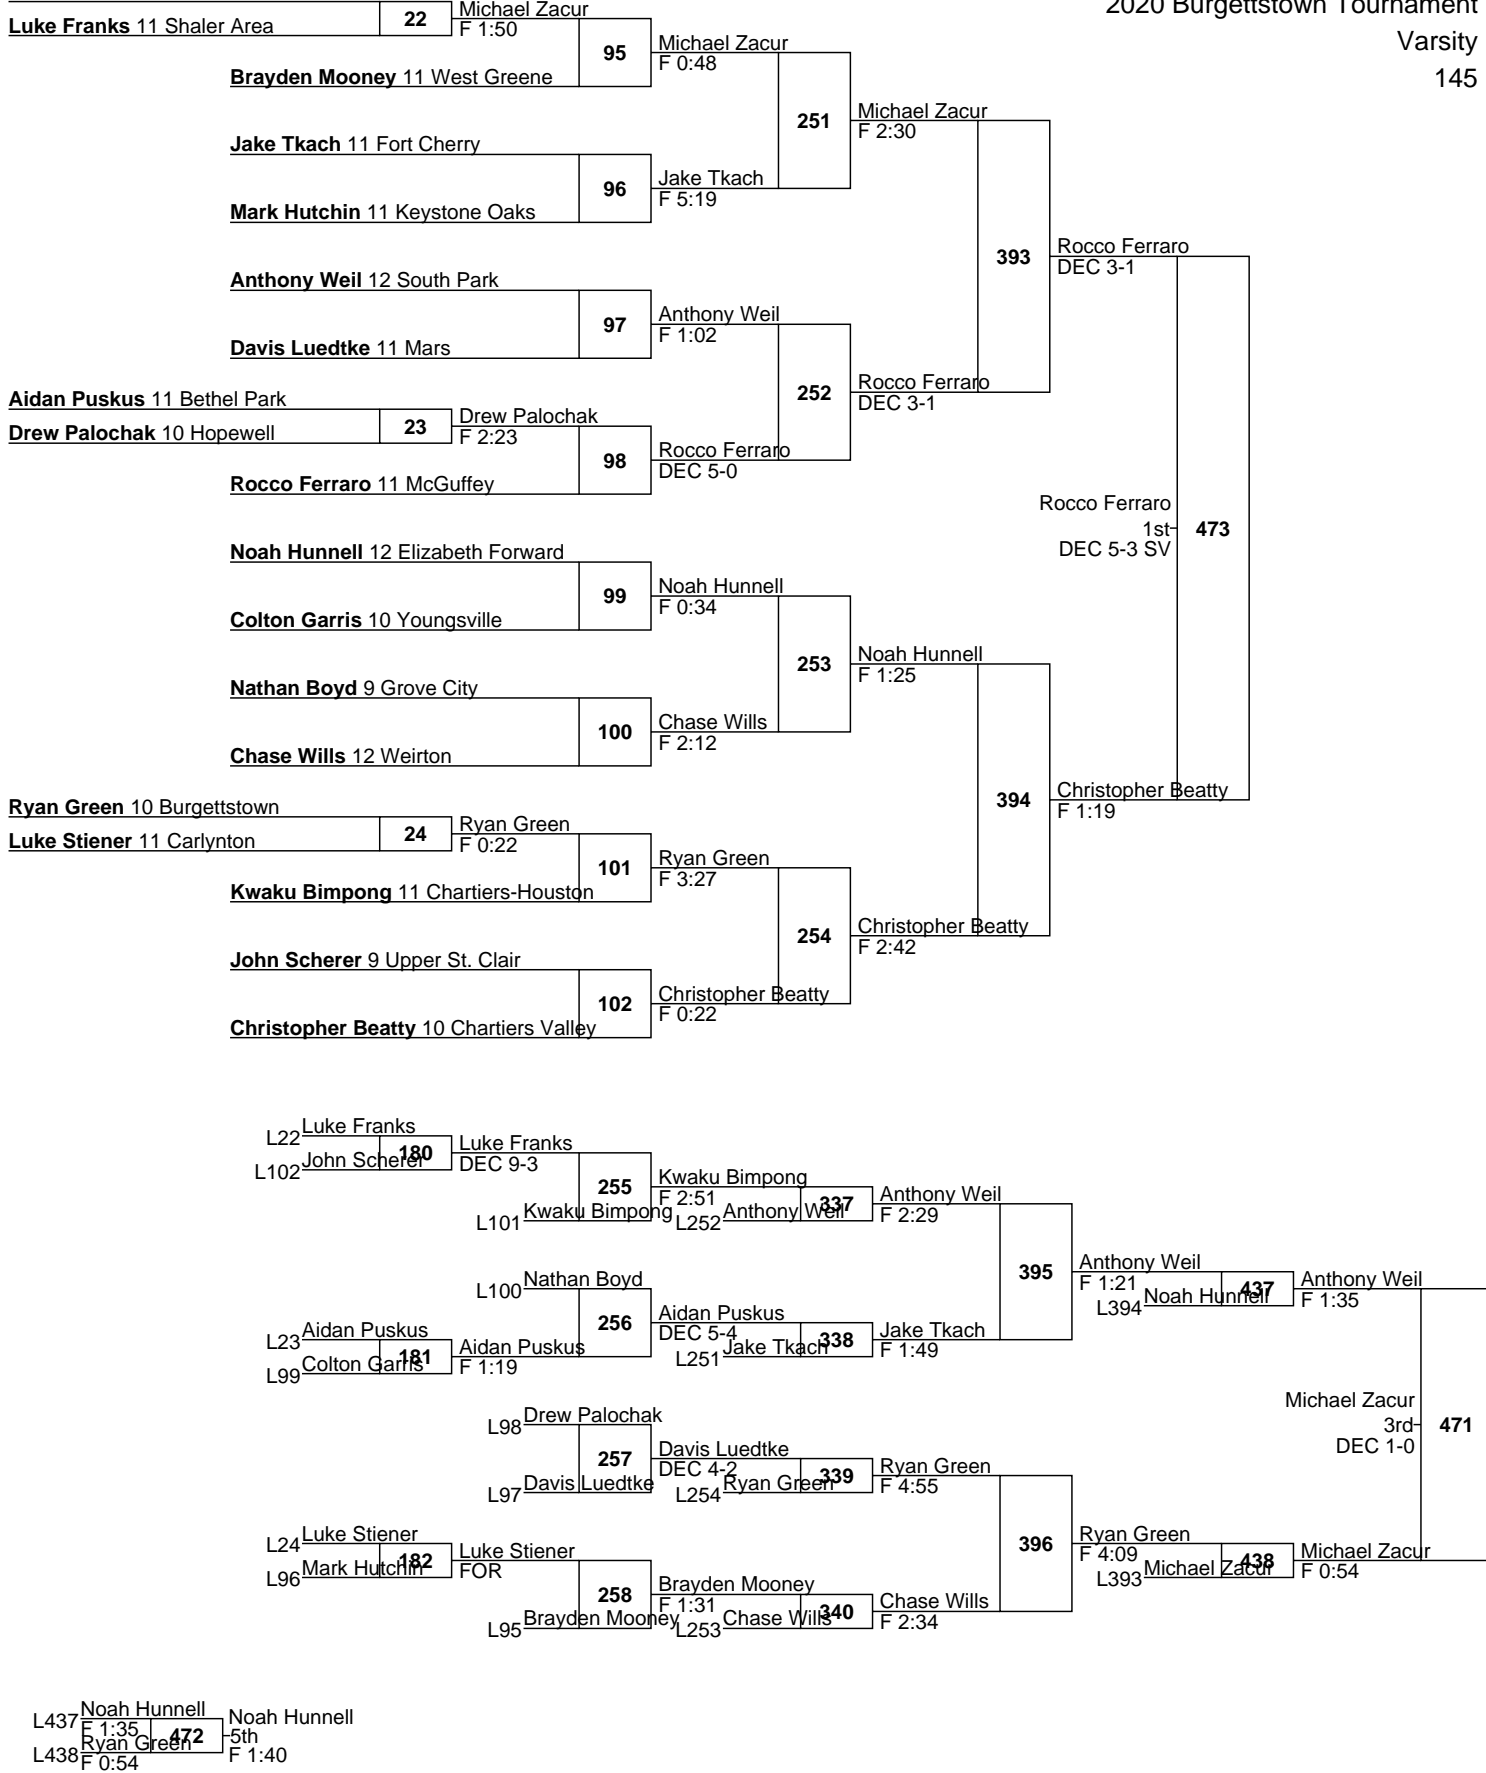 2020 Burgettstown Tournament
Varsity
145
Luke Franks 11 Shaler Area
22
Michael Zacur
F 1:50
Brayden Mooney 11 West Greene
95
Michael Zacur
F 0:48
Jake Tkach 11 Fort Cherry
Mark Hutchin 11 Keystone Oaks
96
Jake Tkach
F 5:19
251
Michael Zacur
F 2:30
Anthony Weil 12 South Park
Davis Luedtke 11 Mars
97
Anthony Weil
F 1:02
Aidan Puskus 11 Bethel Park
Drew Palochak 10 Hopewell
23
Drew Palochak
F 2:23
Rocco Ferraro 11 McGuffey
98
Rocco Ferraro
DEC 5-0
252
Rocco Ferraro
DEC 3-1
393
Rocco Ferraro
DEC 3-1
Noah Hunnell 12 Elizabeth Forward
Colton Garris 10 Youngsville
99
Noah Hunnell
F 0:34
Nathan Boyd 9 Grove City
Chase Wills 12 Weirton
100
Chase Wills
F 2:12
253
Noah Hunnell
F 1:25
Ryan Green 10 Burgettstown
Luke Stiener 11 Carlynton
24
Ryan Green
F 0:22
Kwaku Bimpong 11 Chartiers-Houston
101
Ryan Green
F 3:27
John Scherer 9 Upper St. Clair
Christopher Beatty 10 Chartiers Valley
102
Christopher Beatty
F 0:22
254
Christopher Beatty
F 2:42
394
Christopher Beatty
F 1:19
Rocco Ferraro
1st
DEC 5-3 SV
473
L22 Luke Franks
L102 John Scherer
180
Luke Franks
DEC 9-3
L101 Kwaku Bimpong
255
Kwaku Bimpong
F 2:51
L252 Anthony Weil
337
Anthony Weil
F 2:29
L100 Nathan Boyd
L23 Aidan Puskus
L99 Colton Garris
181
Aidan Puskus
F 1:19
256
Aidan Puskus
DEC 5-4
L251 Jake Tkach
338
Jake Tkach
F 1:49
395
Anthony Weil
F 1:21
L394 Noah Hunnell
437
Anthony Weil
F 1:35
L98 Drew Palochak
L97 Davis Luedtke
257
Davis Luedtke
DEC 4-2
L254 Ryan Green
339
Ryan Green
F 4:55
L24 Luke Stiener
L96 Mark Hutchin
182
Luke Stiener
FOR
L95 Brayden Mooney
258
Brayden Mooney
F 1:31
L253 Chase Wills
340
Chase Wills
F 2:34
396
Ryan Green
F 4:09
L393 Michael Zacur
438
Michael Zacur
F 0:54
Michael Zacur
3rd
DEC 1-0
471
L437 Noah Hunnell
F 1:35
L438 Ryan Green
F 0:54
472
Noah Hunnell
5th
F 1:40